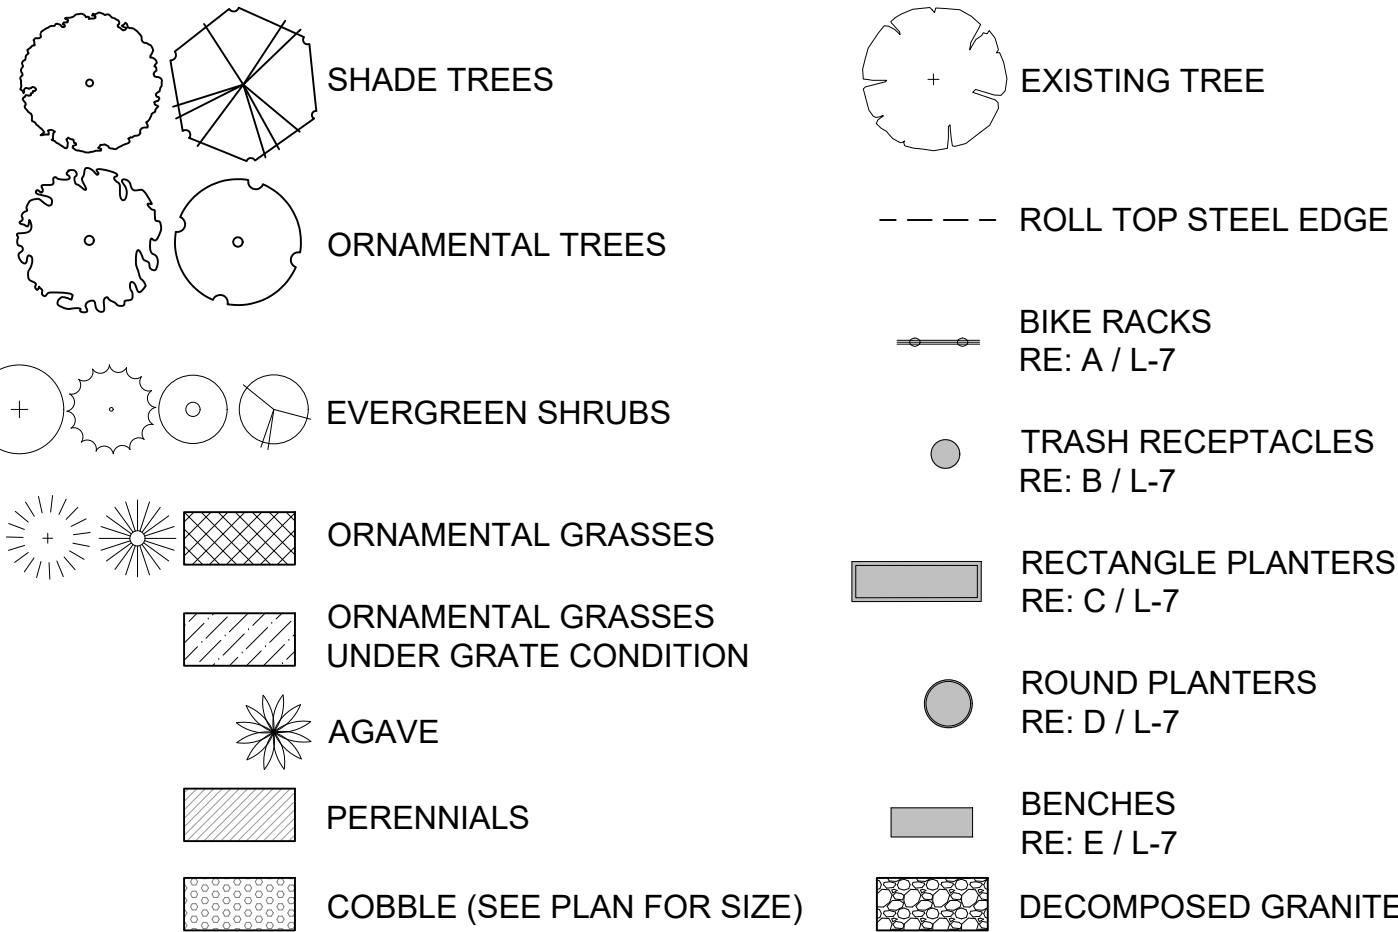 SHADE TREES
ORNAMENTAL TREES
EVERGREEN SHRUBS
ORNAMENTAL GRASSES
ORNAMENTAL GRASSES
UNDER GRATE CONDITION
AGAVE
PERENNIALS
COBBLE (SEE PLAN FOR SIZE)
EXISTING TREE
ROLL TOP STEEL EDGE
BIKE RACKS
RE: A / L-7
TRASH RECEPTACLES
RE: B / L-7
RECTANGLE PLANTERS
RE: C / L-7
ROUND PLANTERS
RE: D / L-7
BENCHES
RE: E / L-7
DECOMPOSED GRANITE